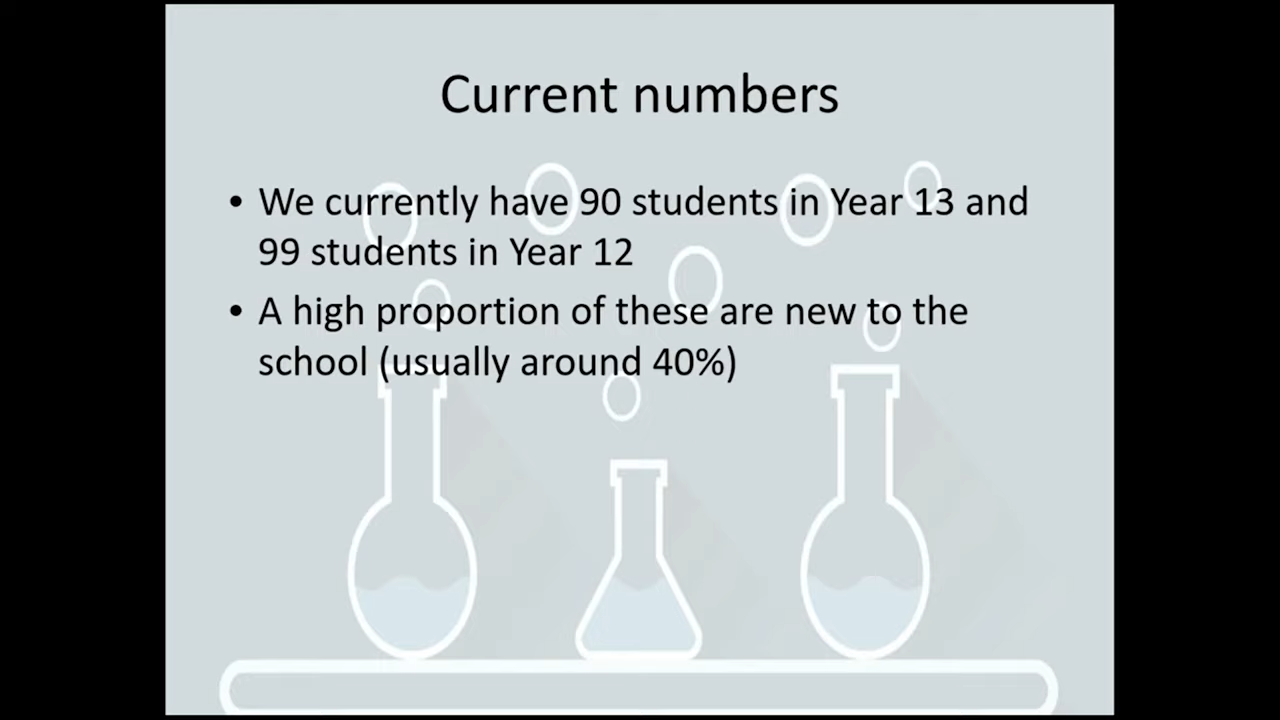 Current numbers
• We currently have 90 students in Year 13 and
99 students in Year 12
• A high proportion of these are new to the
school (usually around 40%)